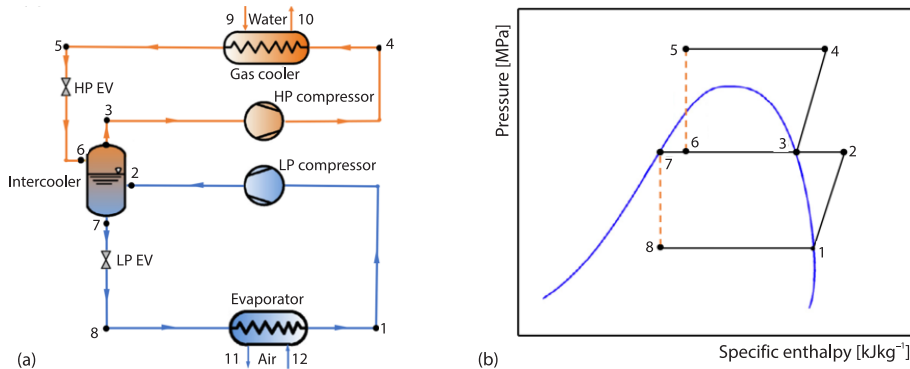 9 Water 10
5
4
Gas cooler
HP EV
HP compressor
3
6
LP compressor
Intercooler
2
7
LP EV
Evaporator
8
1
11 Air 12
(a)
Pressure [MPa]
5
4
6
3
2
7
8
1
(b)
Specific enthalpy [kJkg⁻¹]